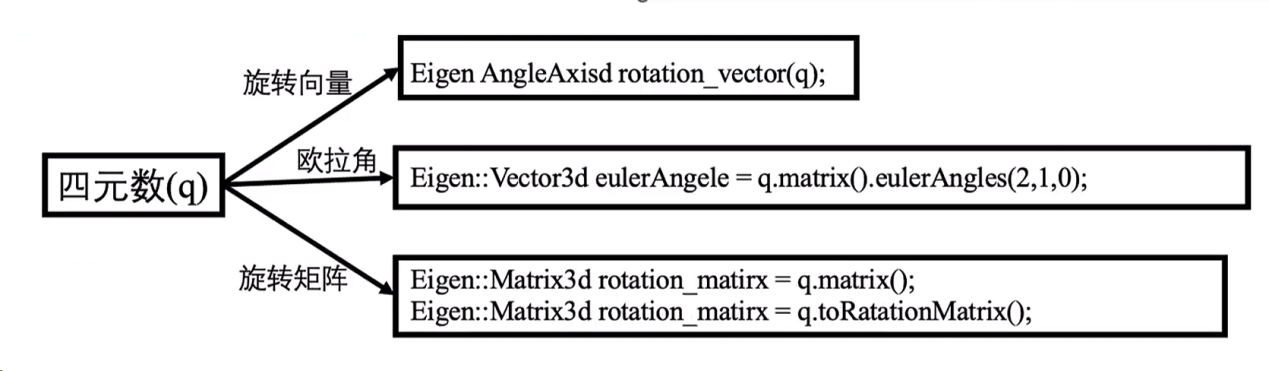 旋转向量
Eigen AngleAxisd rotation_vector(q);
四元数(q)
欧拉角
Eigen::Vector3d eulerAngele = q.matrix().eulerAngles(2,1,0);
旋转矩阵
Eigen::Matrix3d rotation_matirx = q.matrix();
Eigen::Matrix3d rotation_matirx = q.toRatationMatrix();